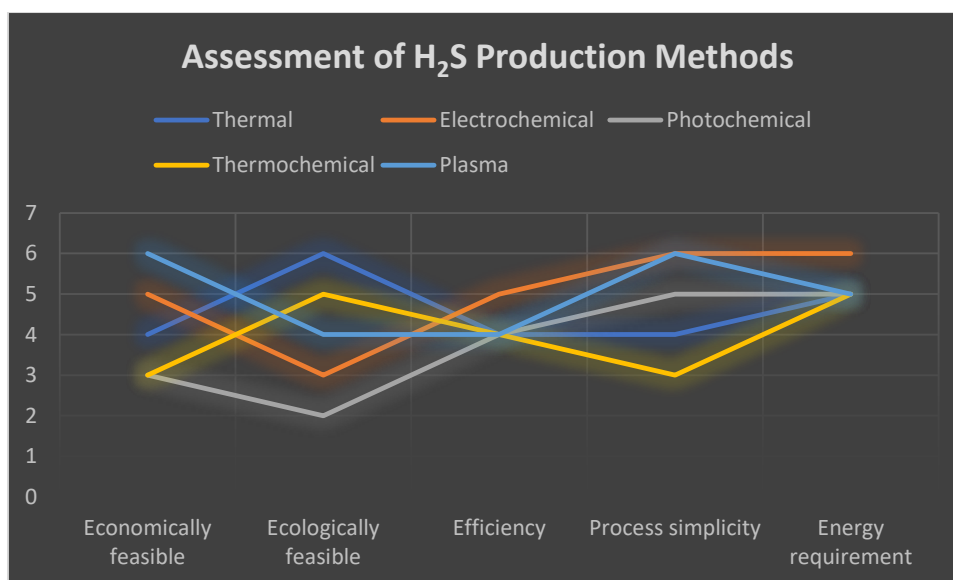 Assessment of H₂S Production Methods
Thermal Electrochemical Photochemical
Thermochemical Plasma
7
6
5
4
3
2
1
0
Economically Ecologically Efficiency Process simplicity Energy
feasible feasible requirement